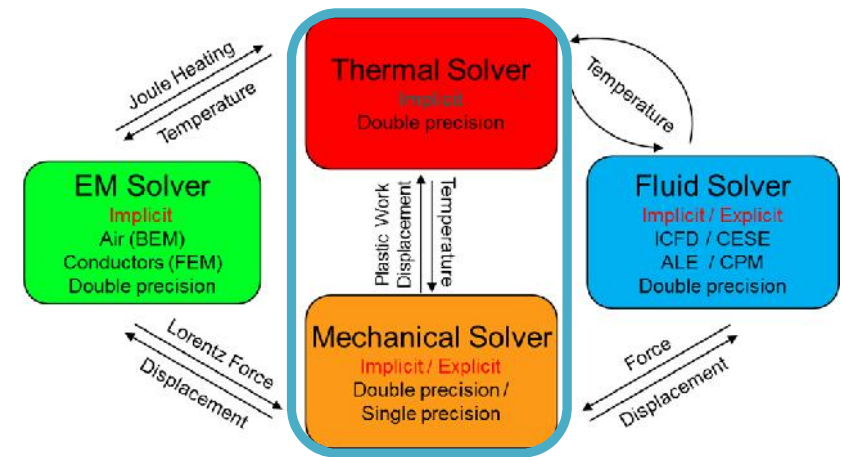 Joule Heating
Temperature
Thermal Solver
Implicit
Double precision
Temperature
EM Solver
Implicit
Air (BEM)
Conductors (FEM)
Double precision
Plastic Work
Displacement
Temperature
Fluid Solver
Implicit / Explicit
ICFD / CESE
ALE / CPM
Double precision
Lorentz Force
Displacement
Mechanical Solver
Implicit / Explicit
Double precision /
Single precision
Force
Displacement